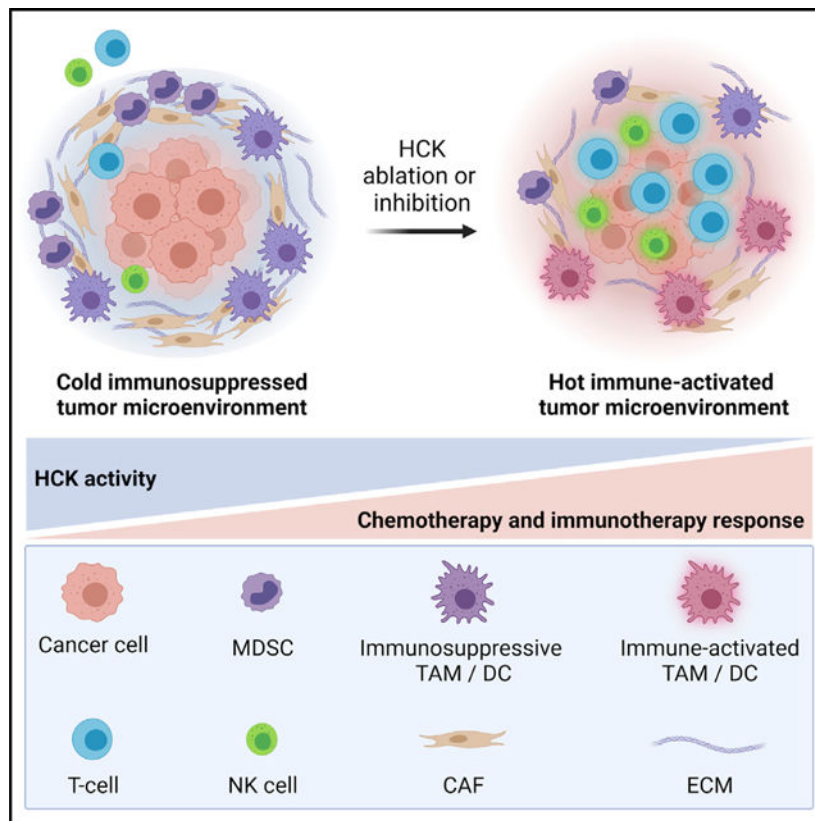 HCK
ablation or
inhibition
Cold immunosuppressed
tumor microenvironment
Hot immune-activated
tumor microenvironment
HCK activity
Chemotherapy and immunotherapy response
Cancer cell
MDSC
Immunosuppressive
TAM / DC
Immune-activated
TAM / DC
T-cell
NK cell
CAF
ECM